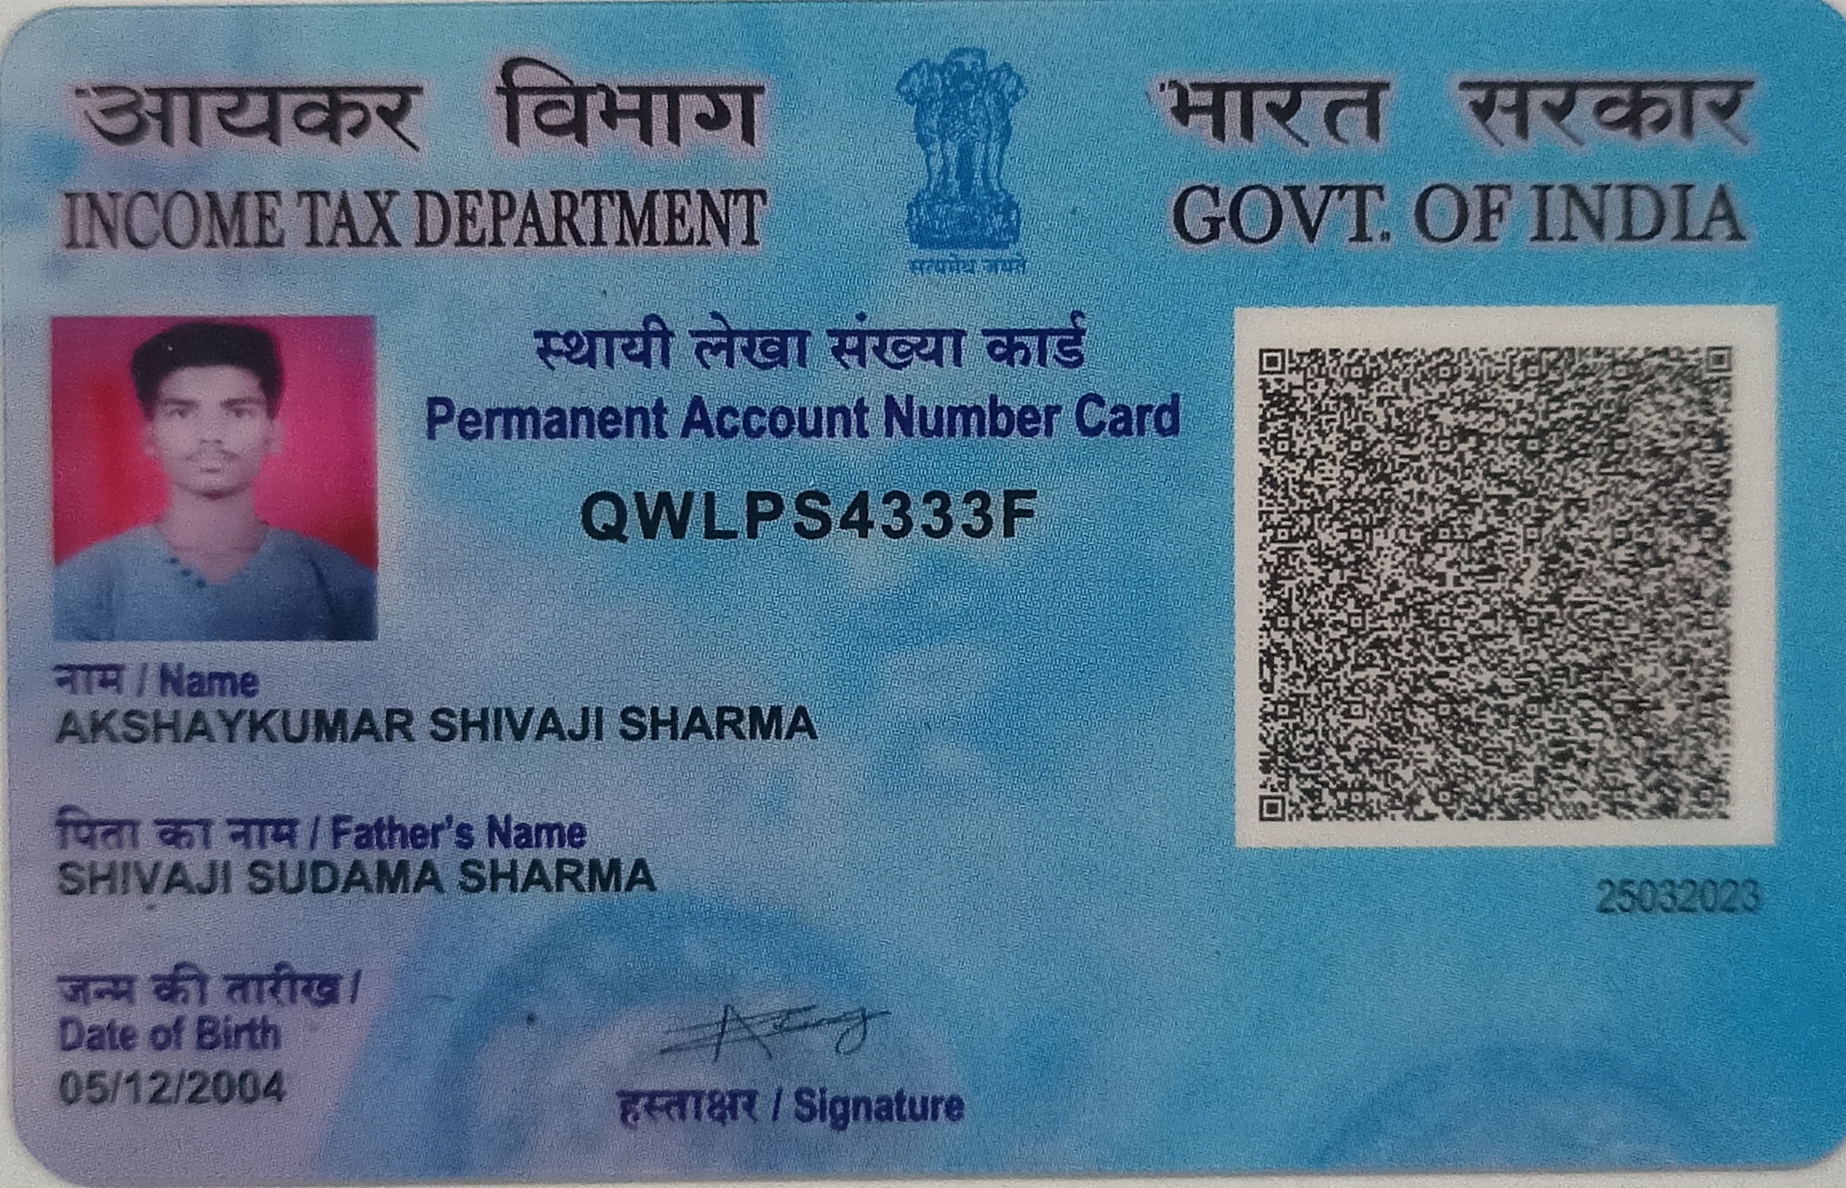 आयकर विभाग
INCOME TAX DEPARTMENT
सत्यमेव जयते
भारत सरकार
GOVT. OF INDIA
स्थायी लेखा संख्या कार्ड
Permanent Account Number Card
QWLPS4333F
नाम / Name
AKSHAYKUMAR SHIVAJI SHARMA
पिता का नाम / Father's Name
SHIVAJI SUDAMA SHARMA
25032023
जन्म की तारीख /
Date of Birth
05/12/2004
हस्ताक्षर / Signature